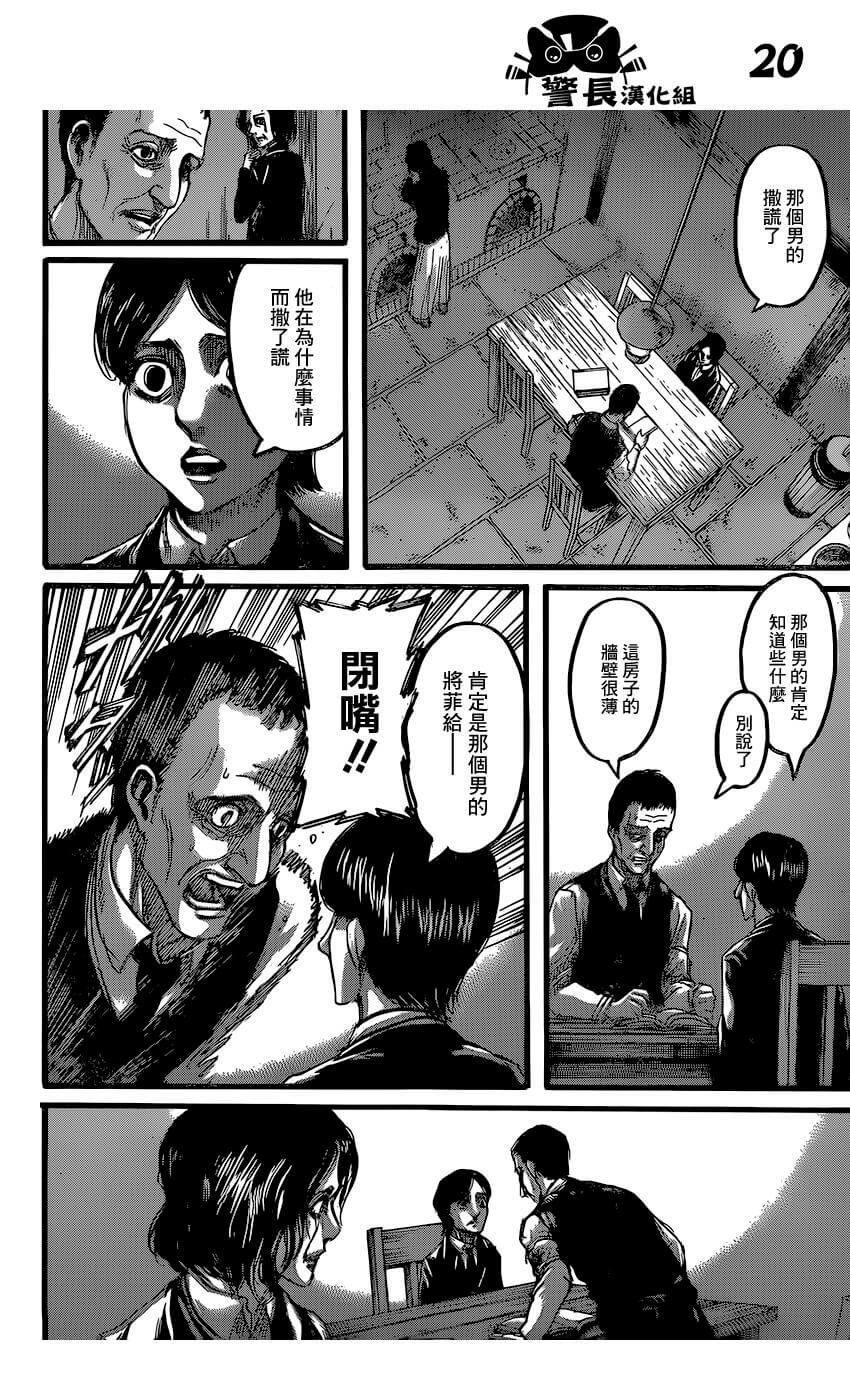 警長漢化組
20
那個男的
撒謊了
他在為什麼事情
而撒了謊
那個男的肯定
知道些什麼
別說了
這房子的
牆壁很薄
肯定是那個男的
將菲給——
閉嘴!!